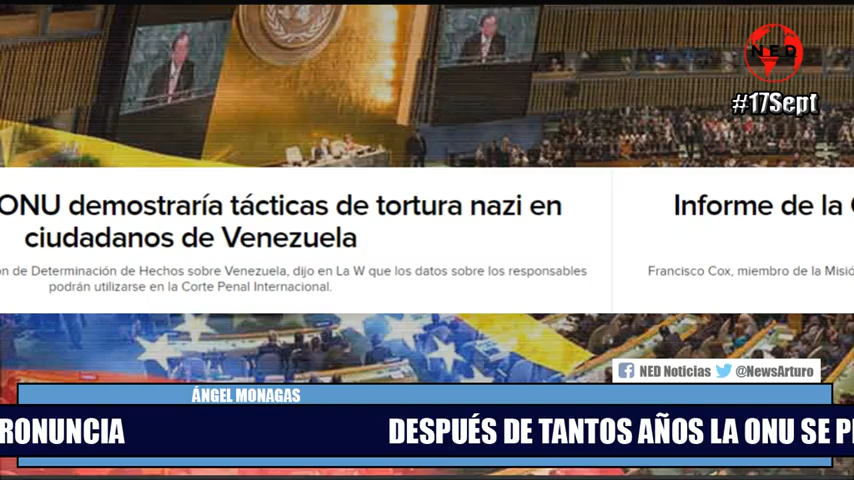 NED
#17Sept
ONU demostraría tácticas de tortura nazi en
ciudadanos de Venezuela
ón de Determinación de Hechos sobre Venezuela, dijo en La W que los datos sobre los responsables
podrán utilizarse en la Corte Penal Internacional.
Informe de la
Francisco Cox, miembro de la Misió
NED Noticias @NewsArturo
ÁNGEL MONAGAS
RONUNCIA DESPUÉS DE TANTOS AÑOS LA ONU SE P